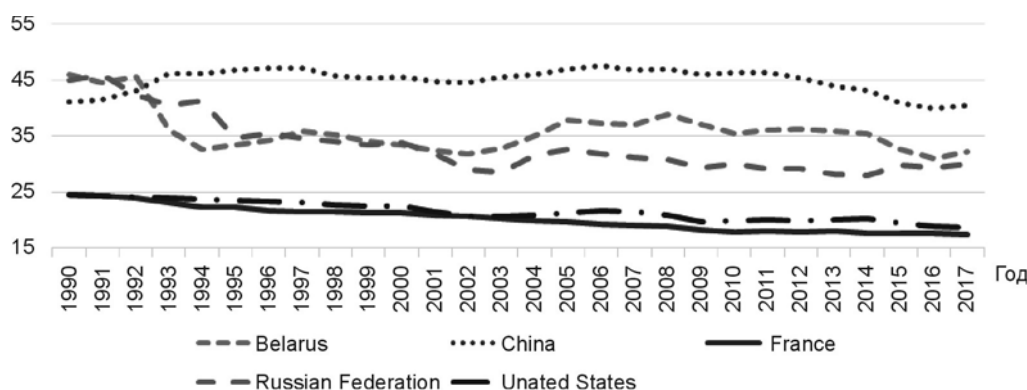 55
45
35
25
15
1990 1991 1992 1993 1994 1995 1996 1997 1998 1999 2000 2001 2002 2003 2004 2005 2006 2007 2008 2009 2010 2011 2012 2013 2014 2015 2016 2017
Год
Belarus China France
Russian Federation Unated States